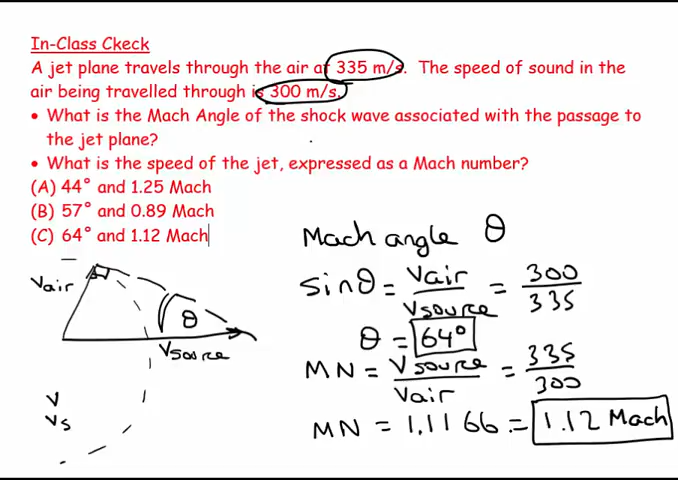 In-Class Ckeck
A jet plane travels through the air at 335 m/s. The speed of sound in the
air being travelled through is 300 m/s.
• What is the Mach Angle of the shock wave associated with the passage to
the jet plane?
• What is the speed of the jet, expressed as a Mach number?
(A) 44° and 1.25 Mach
(B) 57° and 0.89 Mach
(C) 64° and 1.12 Mach
Mach angle θ
Vair
sinθ = Vair/Vsource = 300/335
θ
θ = 64°
Vsource
MN = Vsource/Vair = 335/300
V
Vs
MN = 1.1166 = 1.12 Mach